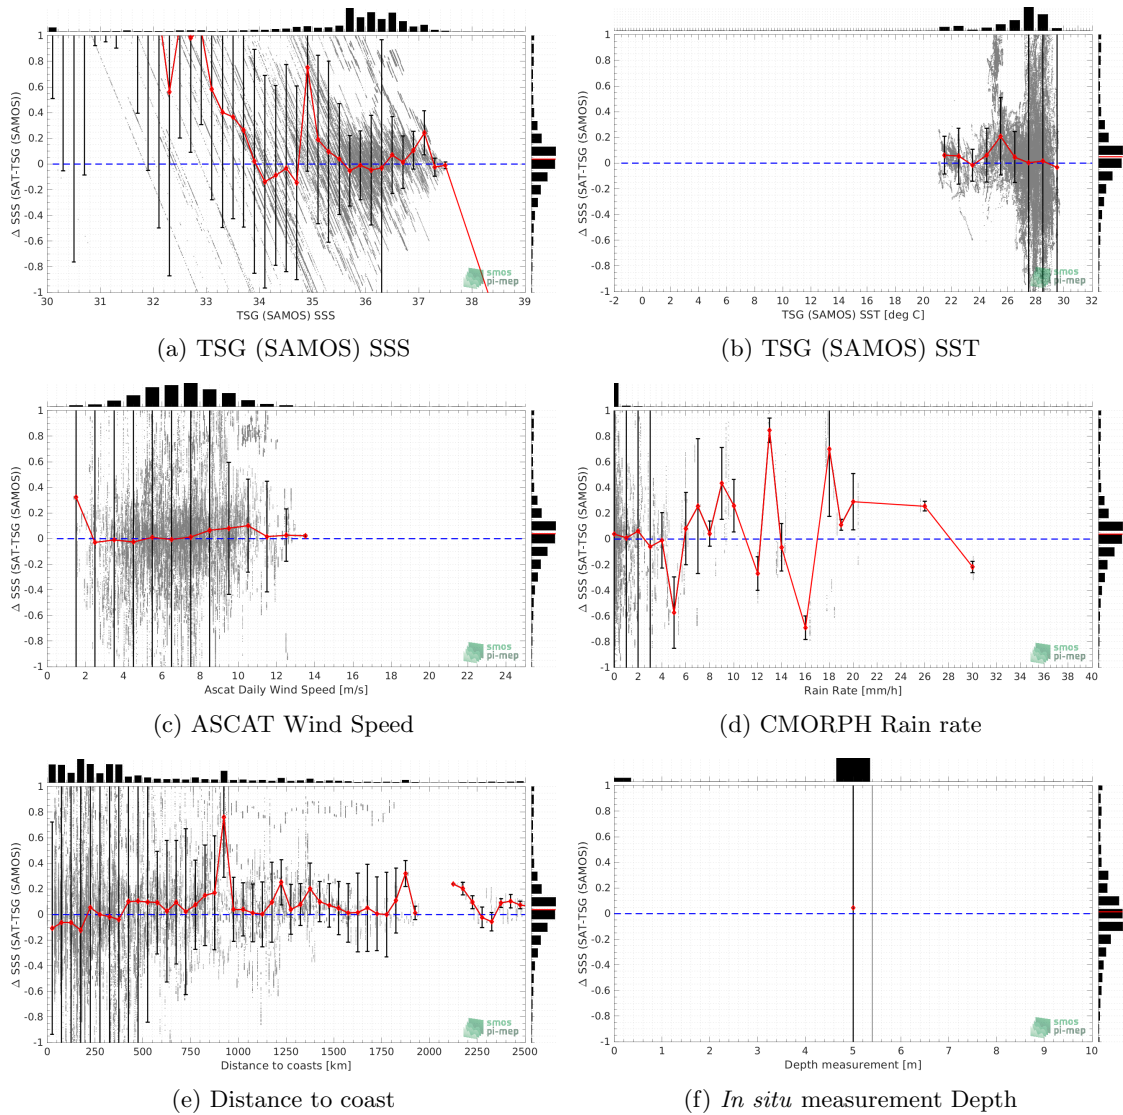 1
0.8
0.6
0.4
0.2
0
-0.2
-0.4
-0.6
-0.8
-1
Δ SSS (SAT-TSG (SAMOS))
30 31 32 33 34 35 36 37 38 39
TSG (SAMOS) SSS
smos
pi-mep
(a) TSG (SAMOS) SSS
1
0.8
0.6
0.4
0.2
0
-0.2
-0.4
-0.6
-0.8
-1
Δ SSS (SAT-TSG (SAMOS))
-2 0 2 4 6 8 10 12 14 16 18 20 22 24 26 28 30 32
TSG (SAMOS) SST [deg C]
smos
pi-mep
(b) TSG (SAMOS) SST
1
0.8
0.6
0.4
0.2
0
-0.2
-0.4
-0.6
-0.8
-1
Δ SSS (SAT-TSG (SAMOS))
0 2 4 6 8 10 12 14 16 18 20 22 24
Ascat Daily Wind Speed [m/s]
smos
pi-mep
(c) ASCAT Wind Speed
1
0.8
0.6
0.4
0.2
0
-0.2
-0.4
-0.6
-0.8
-1
Δ SSS (SAT-TSG (SAMOS))
0 2 4 6 8 10 12 14 16 18 20 22 24 26 28 30 32 34 36 38 40
Rain Rate [mm/h]
smos
pi-mep
(d) CMORPH Rain rate
1
0.8
0.6
0.4
0.2
0
-0.2
-0.4
-0.6
-0.8
-1
Δ SSS (SAT-TSG (SAMOS))
0 250 500 750 1000 1250 1500 1750 2000 2250 2500
Distance to coasts [km]
smos
pi-mep
(e) Distance to coast
1
0.8
0.6
0.4
0.2
0
-0.2
-0.4
-0.6
-0.8
-1
Δ SSS (SAT-TSG (SAMOS))
0 1 2 3 4 5 6 7 8 9 10
Depth measurement [m]
smos
pi-mep
(f) In situ measurement Depth